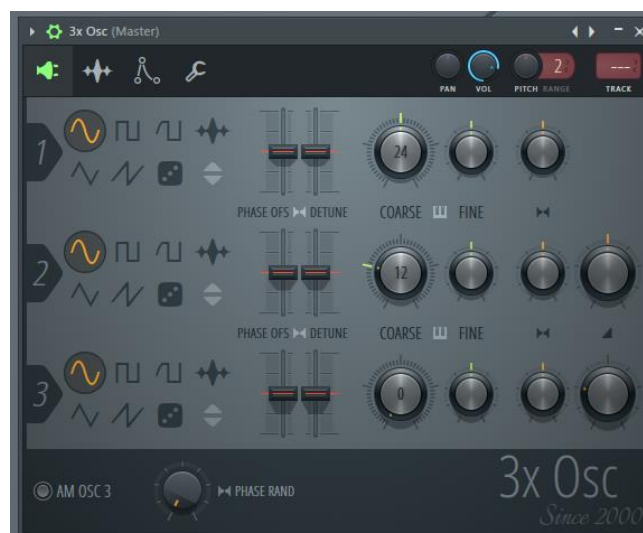 3x Osc (Master)
2
---
PAN VOL PITCH RANGE TRACK
1
24
PHASE OFS DETUNE COARSE FINE
2
12
PHASE OFS DETUNE COARSE FINE
3
0
AM OSC 3 PHASE RAND
3x Osc
Since 2000